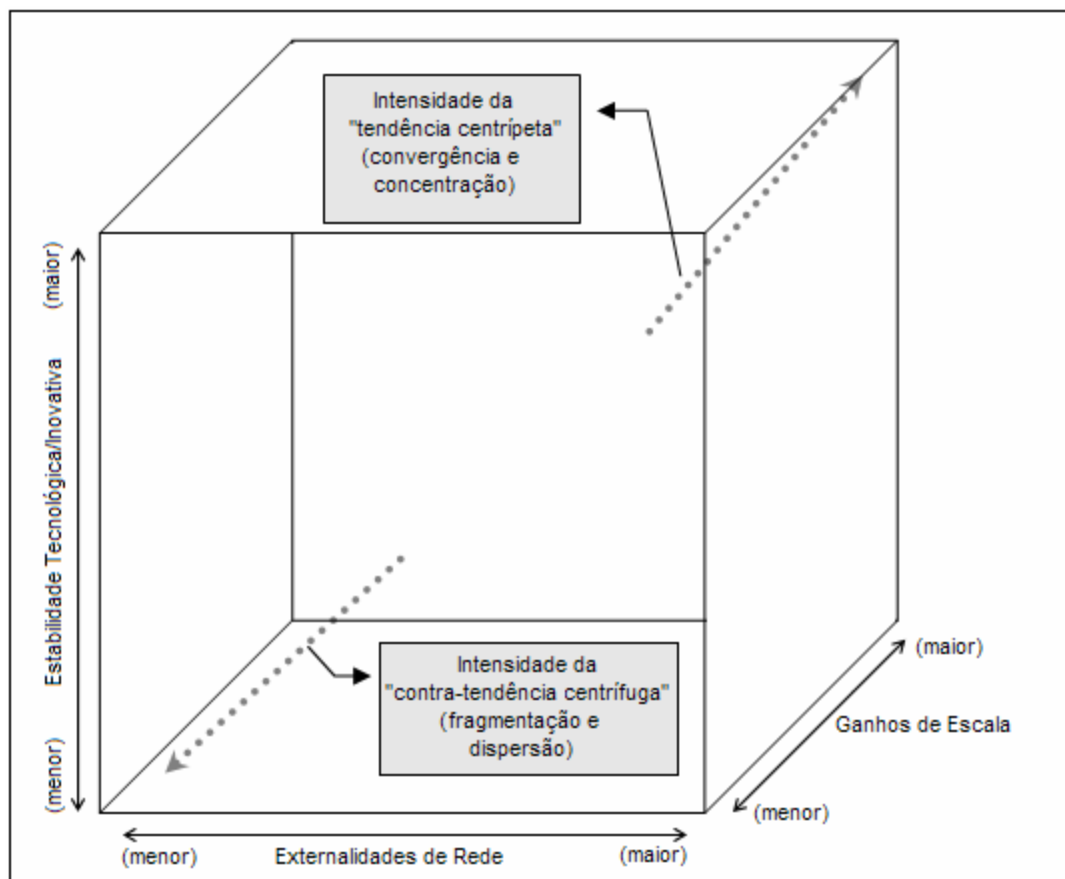 Intensidade da
"tendência centrípeta"
(convergência e
concentração)
(maior)
Estabilidade Tecnológica/Inovativa
(menor)
Intensidade da
"contra-tendência centrífuga"
(fragmentação e
dispersão)
(maior)
Ganhos de Escala
(menor)
(menor)
Externalidades de Rede
(maior)